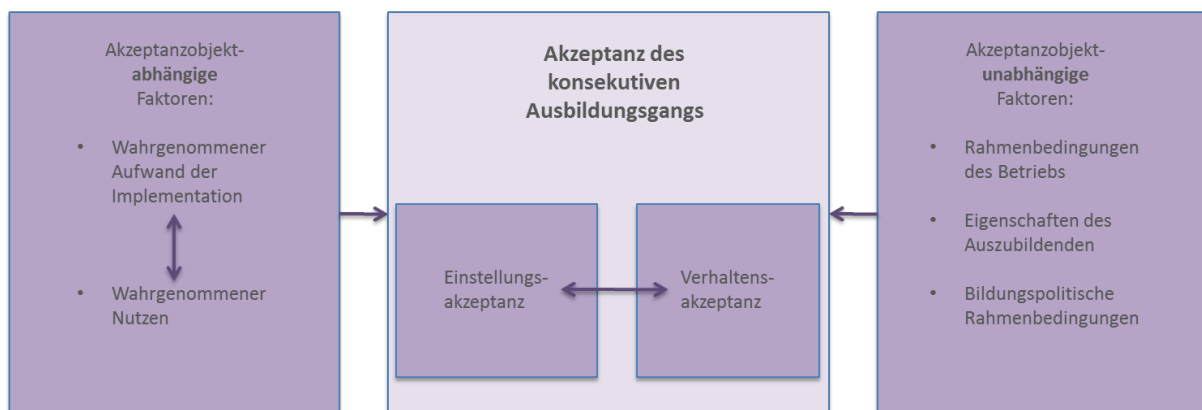 Akzeptanzobjekt-
abhängige
Faktoren:
• Wahrgenommener
Aufwand der
Implementation
• Wahrgenommener
Nutzen
Akzeptanz des
konsekutiven
Ausbildungsgangs
Einstellungs-
akzeptanz
Verhaltens-
akzeptanz
Akzeptanzobjekt-
unabhängige
Faktoren:
• Rahmenbedingungen
des Betriebs
• Eigenschaften des
Auszubildenden
• Bildungspolitische
Rahmenbedingungen